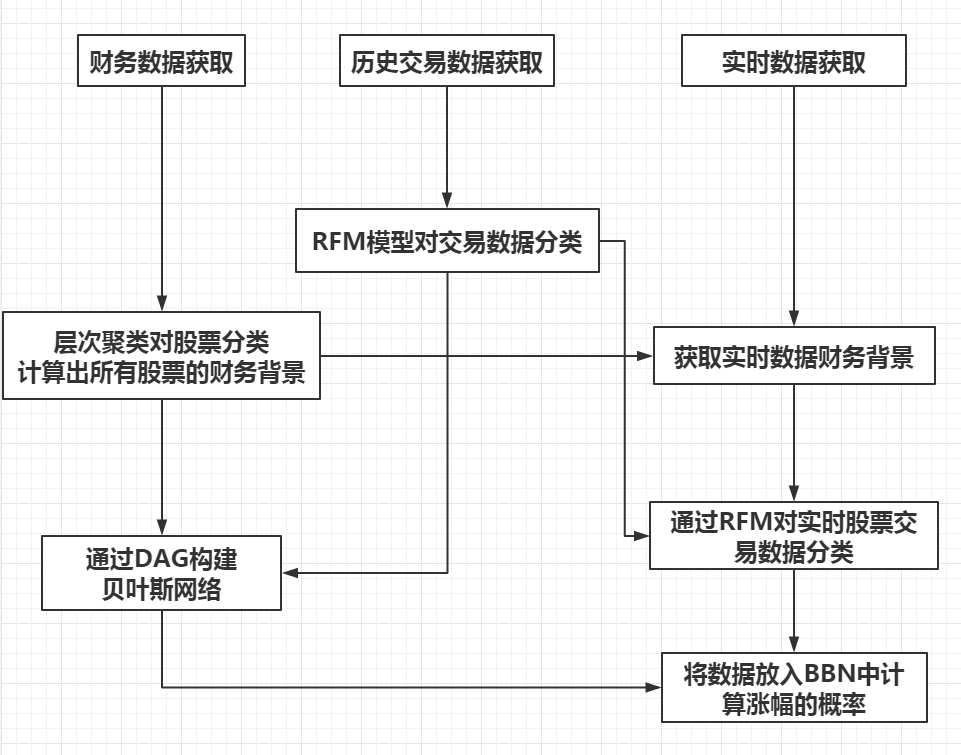 财务数据获取
历史交易数据获取
实时数据获取
RFM模型对交易数据分类
层次聚类对股票分类
计算出所有股票的财务背景
获取实时数据财务背景
通过RFM对实时股票交
易数据分类
通过DAG构建
贝叶斯网络
将数据放入BBN中计
算涨幅的概率